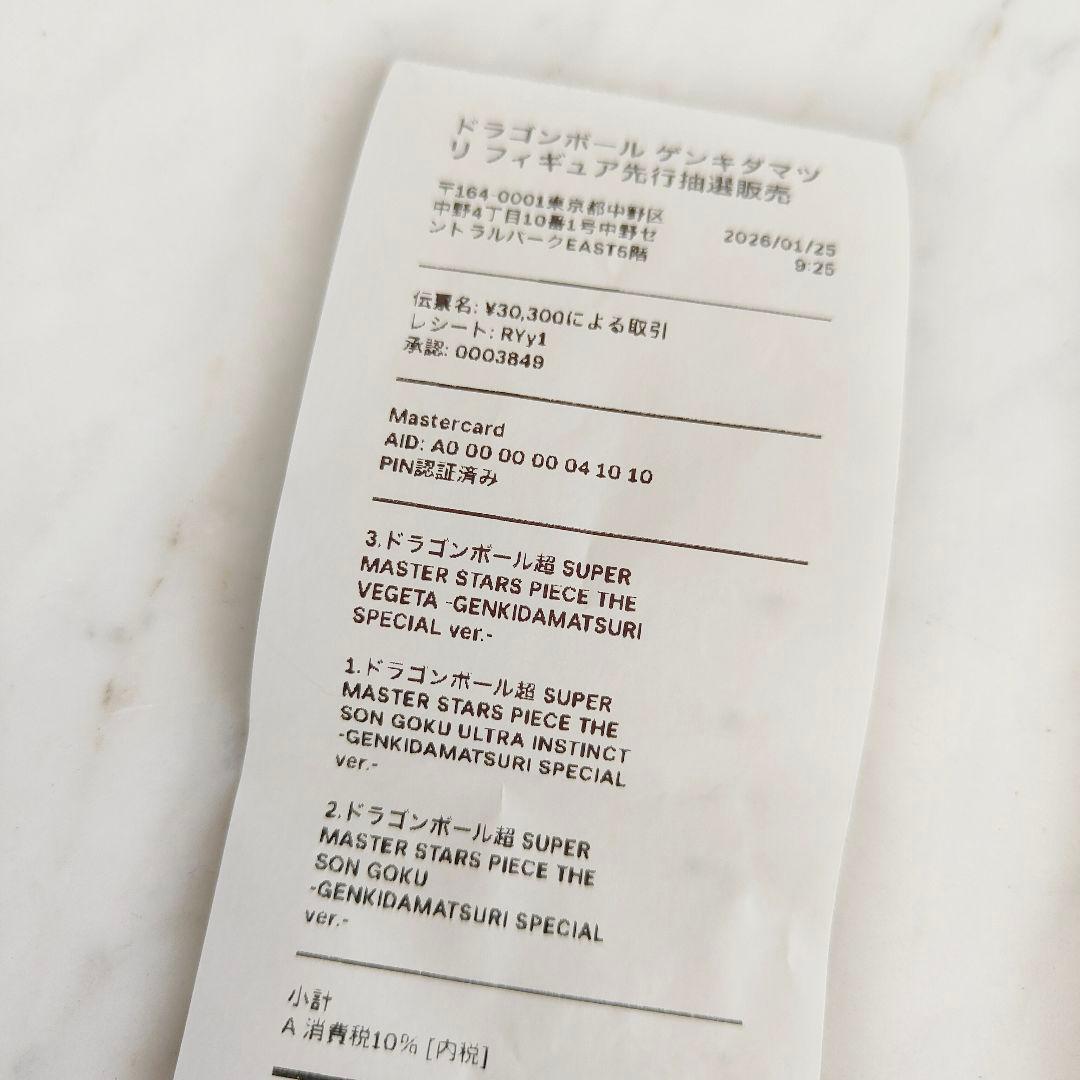 ドラゴンボール ゲンキダマツ
リ フィギュア先行抽選販売
〒164-0001東京都中野区
中野4丁目10番1号中野セ
ントラルパークEAST5階
2026/01/25
9:25
伝票名: ¥30,300による取引
レシート: RYy1
承認: 0003849
Mastercard
AID: A0 00 00 00 04 10 10
PIN認証済み
3.ドラゴンボール超 SUPER
MASTER STARS PIECE THE
VEGETA -GENKIDAMATSURI
SPECIAL ver.-
1.ドラゴンボール超 SUPER
MASTER STARS PIECE THE
SON GOKU ULTRA INSTINCT
-GENKIDAMATSURI SPECIAL
ver.-
2.ドラゴンボール超 SUPER
MASTER STARS PIECE THE
SON GOKU
-GENKIDAMATSURI SPECIAL
ver.-
小計
A 消費税10% [内税]